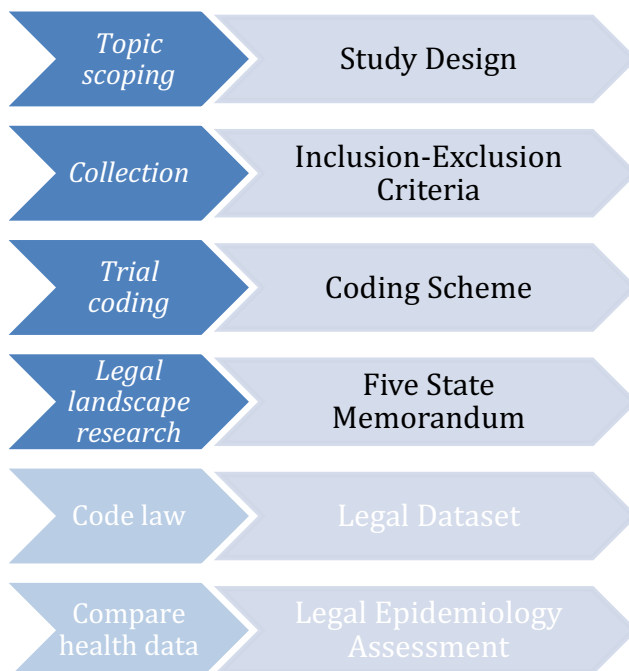 Topic
scoping
Study Design
Collection
Inclusion-Exclusion
Criteria
Trial
coding
Coding Scheme
Legal
landscape
research
Five State
Memorandum
Code law
Legal Dataset
Compare
health data
Legal Epidemiology
Assessment